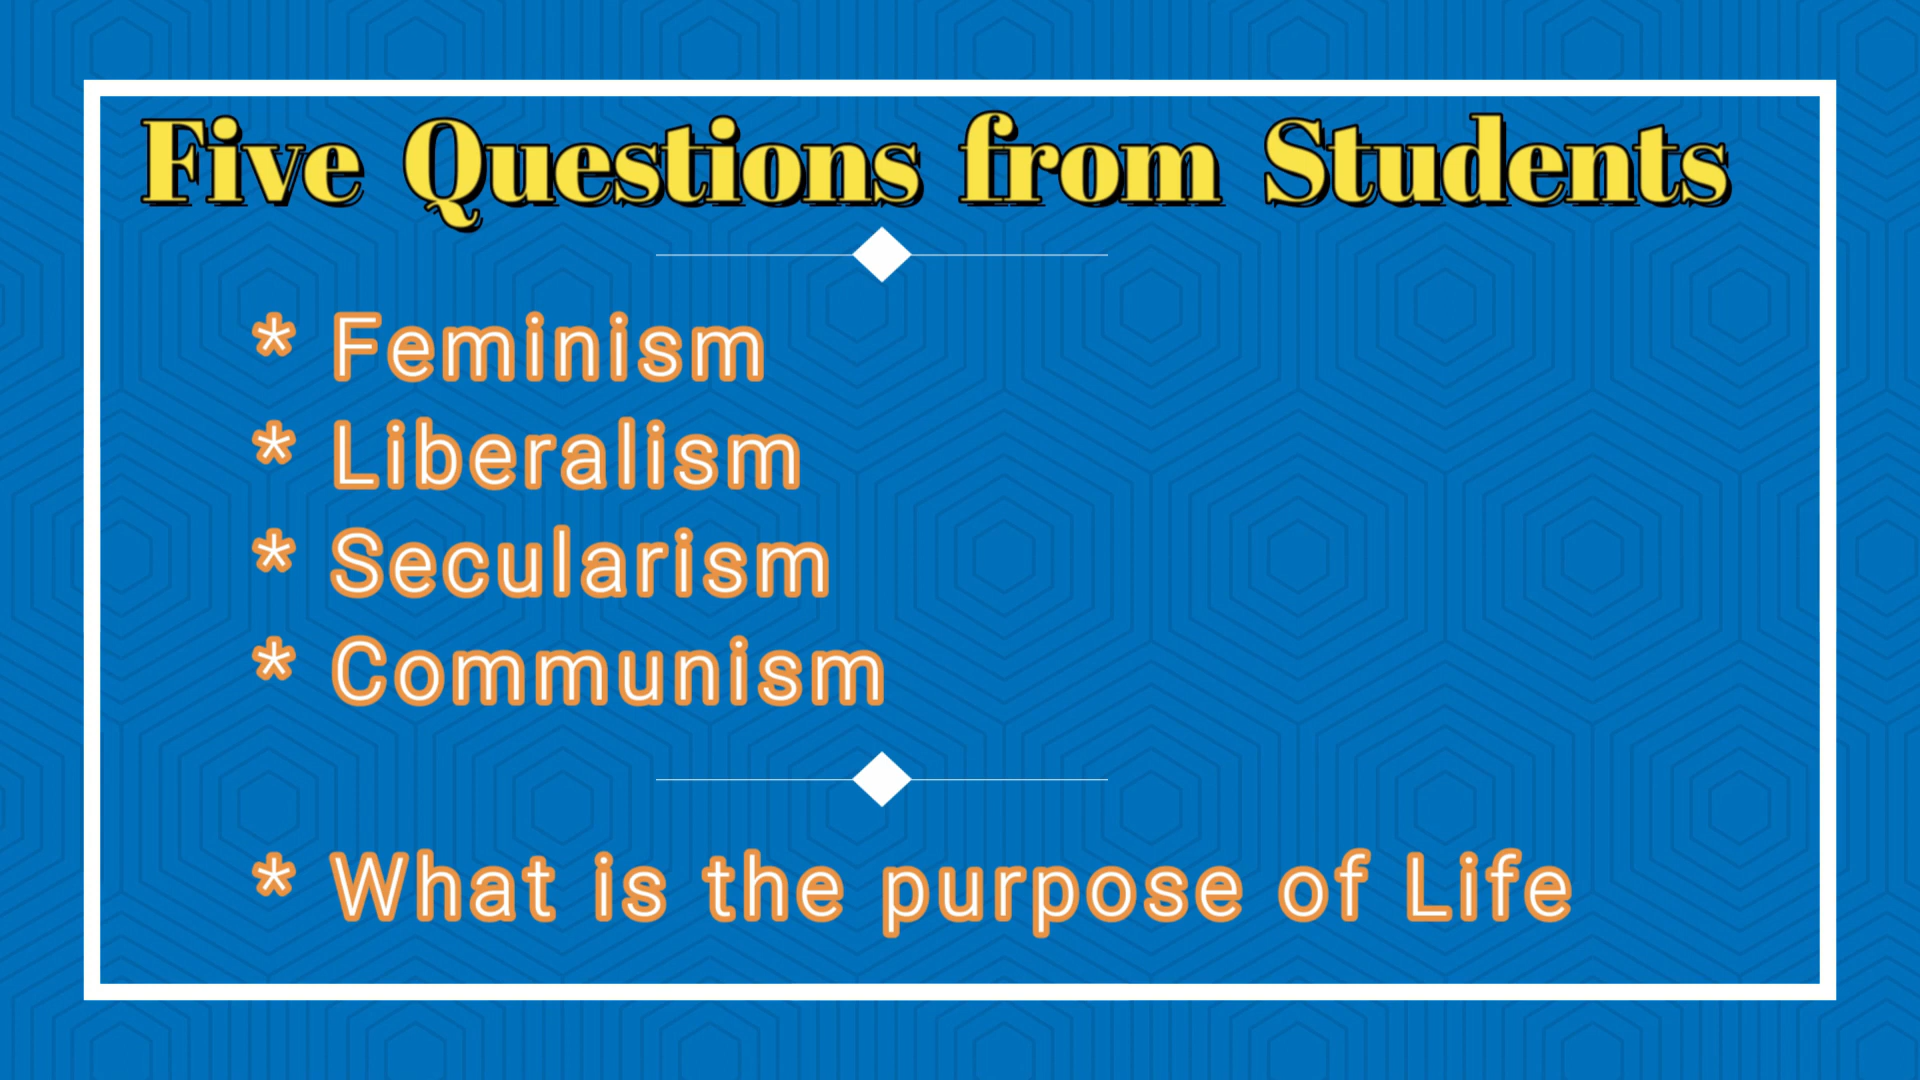 Five Questions from Students
* Feminism
* Liberalism
* Secularism
* Communism
* What is the purpose of Life